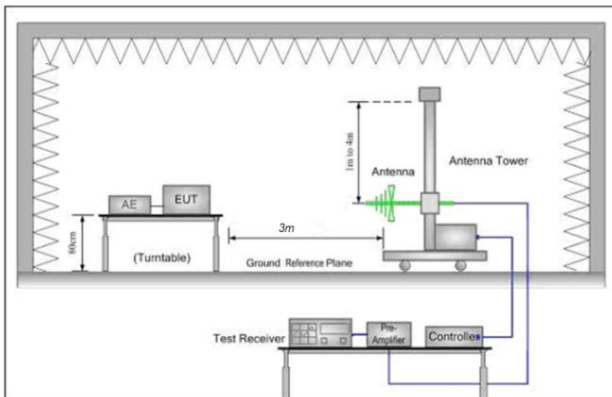 1m to 4m
Antenna
Antenna Tower
AE
EUT
80cm
(Turntable)
3m
Ground Reference Plane
Test Receiver
Pre-
Amplifier
Controller